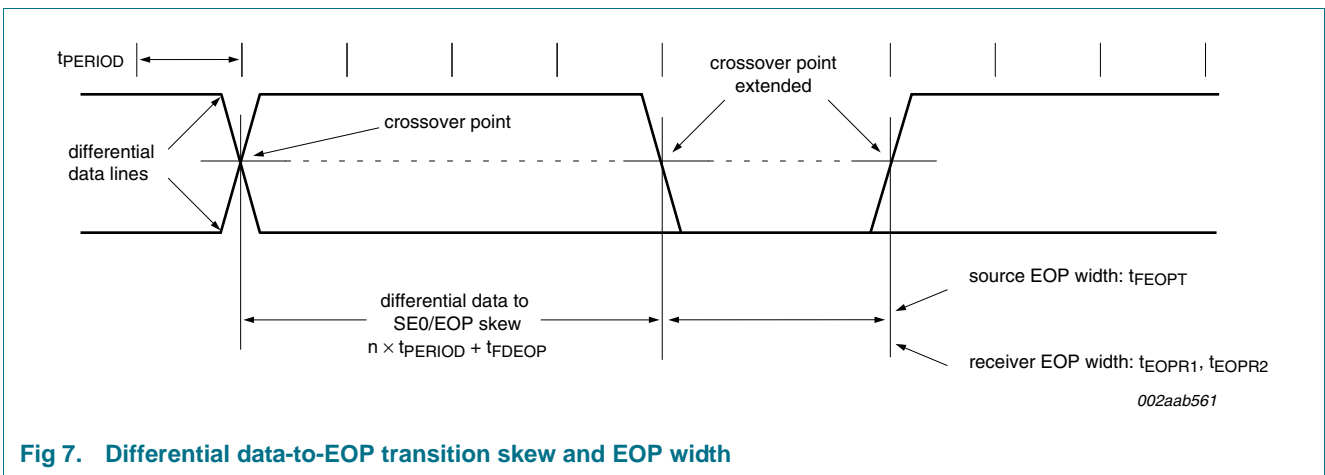 tPERIOD
crossover point
extended
crossover point
differential
data lines
differential data to
SE0/EOP skew
n × tPERIOD + tFDEOP
source EOP width: tFEOPT
receiver EOP width: tEOPR1, tEOPR2
002aab561
Fig 7. Differential data-to-EOP transition skew and EOP width